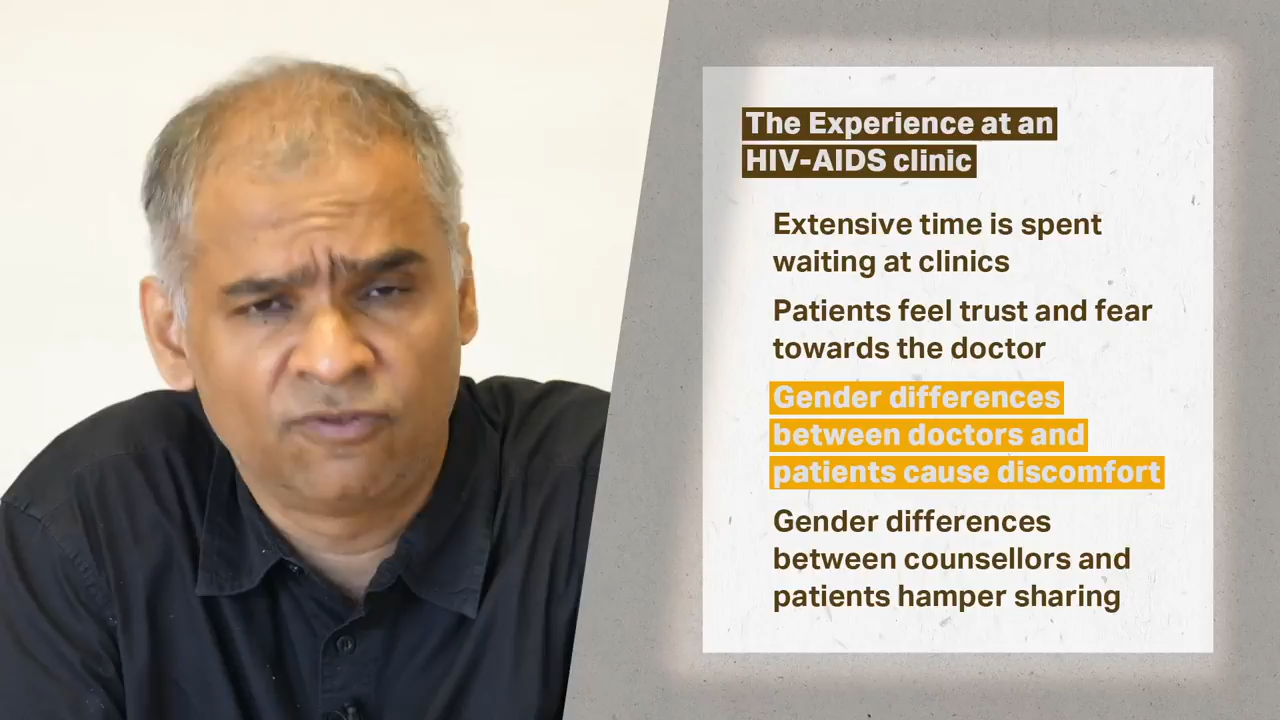 The Experience at an
HIV-AIDS clinic
Extensive time is spent
waiting at clinics
Patients feel trust and fear
towards the doctor
Gender differences
between doctors and
patients cause discomfort
Gender differences
between counsellors and
patients hamper sharing